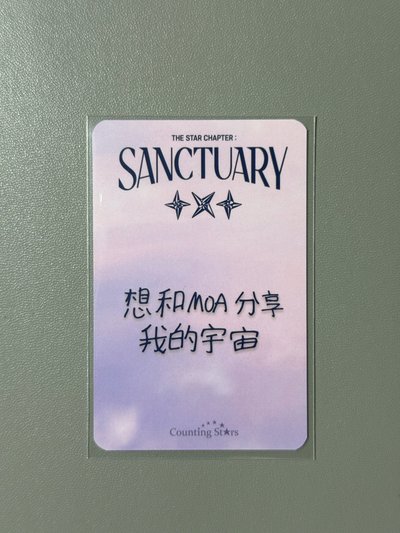 THE STAR CHAPTER :
SANCTUARY
想和MOA分享
我的宇宙
Counting Stars